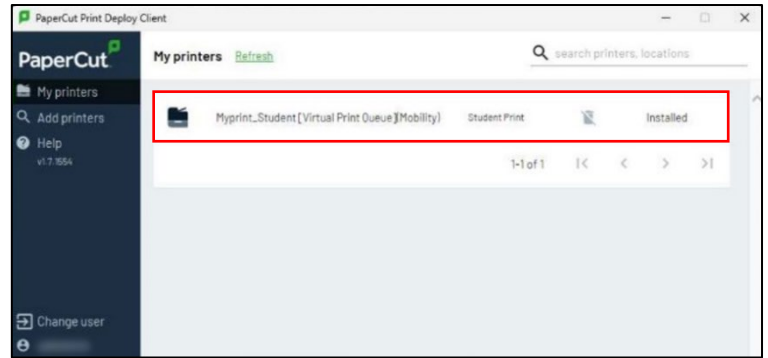 PaperCut Print Deploy Client
PaperCut
My printers Refresh
search printers, locations
My printers
Add printers
Help
v1.7.1554
Myprint_Student [Virtual Print Queue](Mobility) Student Print Installed
1-1 of 1
Change user